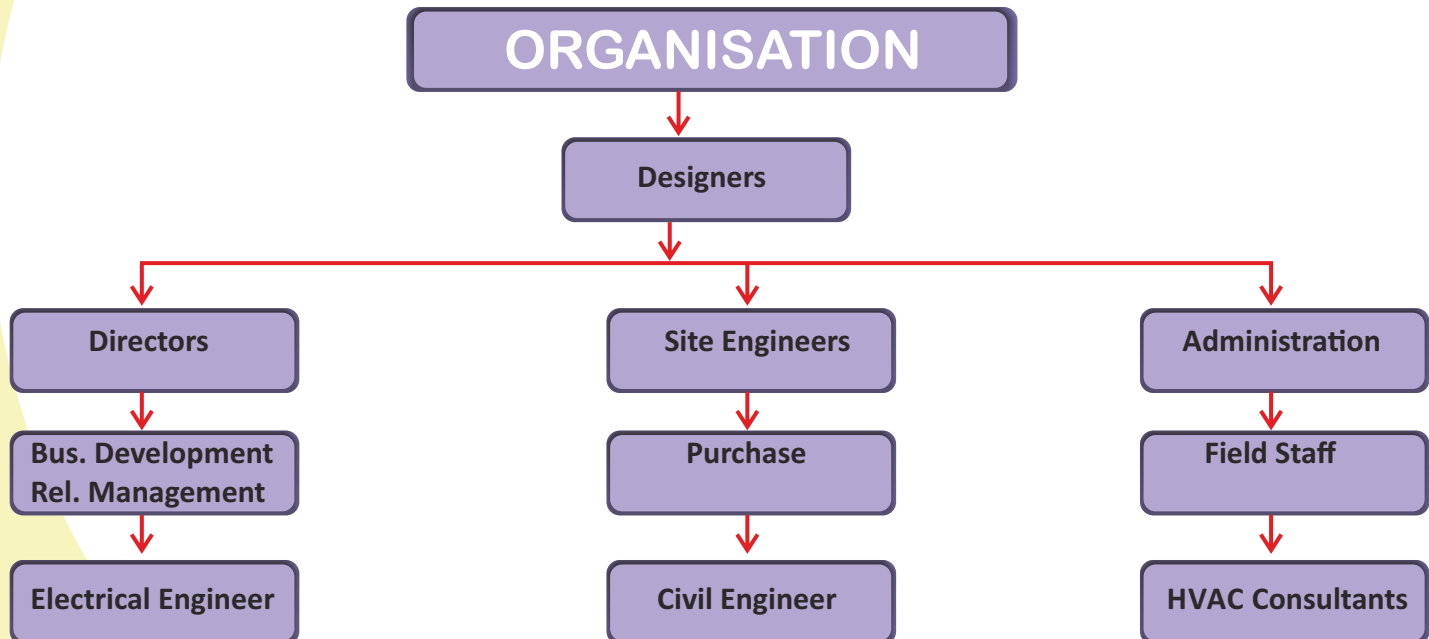 ORGANISATION
Designers
Directors
Site Engineers
Administration
Bus. Development
Rel. Management
Purchase
Field Staff
Electrical Engineer
Civil Engineer
HVAC Consultants